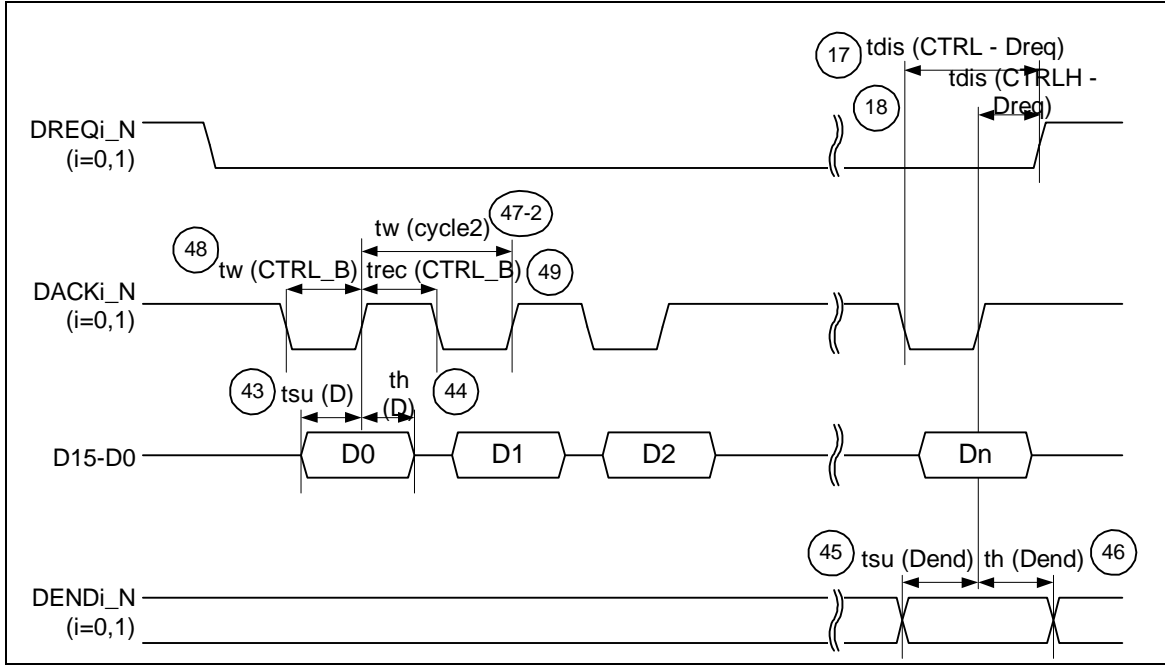 17 tdis (CTRL - Dreq)
18 tdis (CTRLH -
Dreq)
DREQi_N
(i=0,1)
47-2
tw (cycle2)
48
tw (CTRL_B) trec (CTRL_B) 49
DACKi_N
(i=0,1)
43 tsu (D) th
(D) 44
D15-D0
D0 D1 D2 Dn
45 tsu (Dend) th (Dend) 46
DENDi_N
(i=0,1)